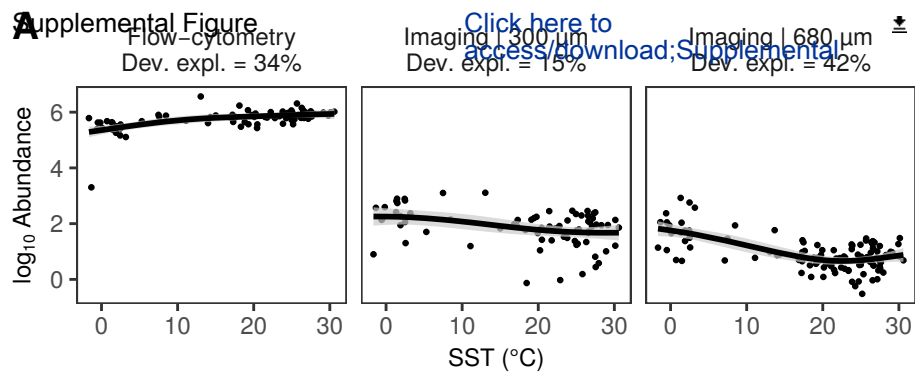 Supplemental Figure
Click here to
access/download;Supplemental
A
Flow−cytometry
Dev. expl. = 34%
Imaging | 300 µm
Dev. expl. = 15%
Imaging | 680 µm
Dev. expl. = 42%
log10 Abundance
6
4
2
0
0 10 20 30
0 10 20 30
0 10 20 30
SST (°C)